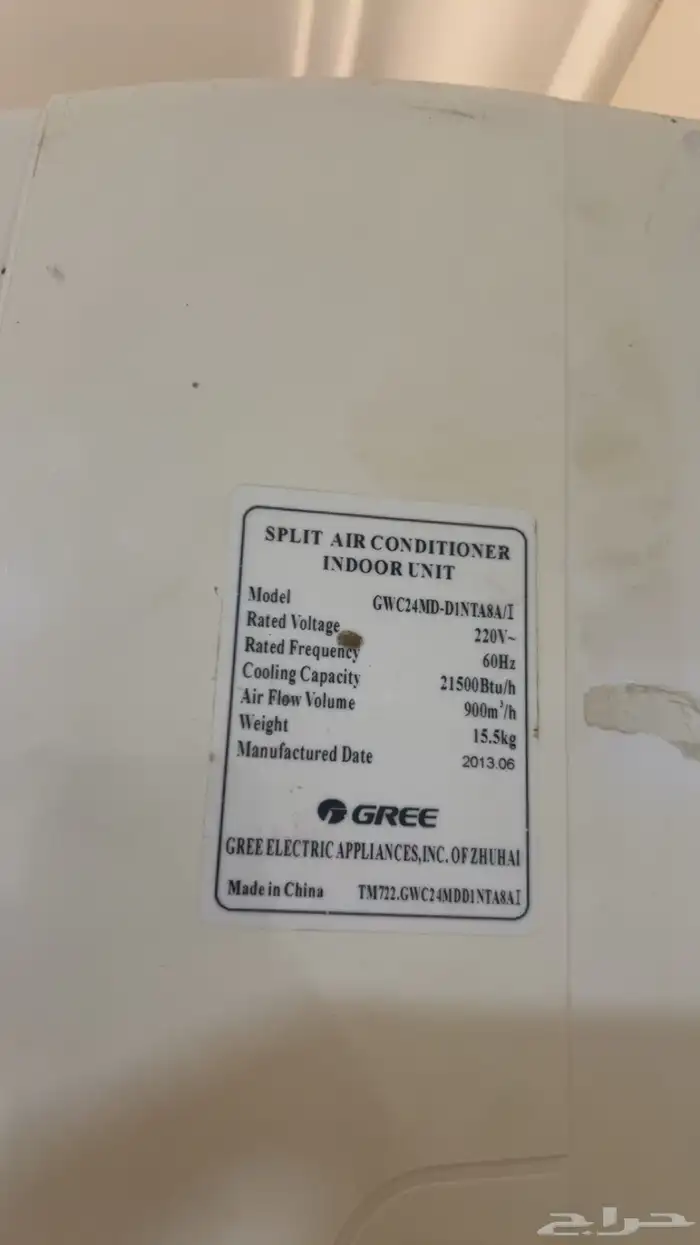 SPLIT AIR CONDITIONER
INDOOR UNIT
Model GWC24MD-D1NTA8A/I
Rated Voltage 220V~
Rated Frequency 60Hz
Cooling Capacity 21500Btu/h
Air Flow Volume 900m³/h
Weight 15.5kg
Manufactured Date 2013.06
GREE
GREE ELECTRIC APPLIANCES,INC. OF ZHUHAI
Made in China TM722.GWC24MDD1NTA8AI
حراج